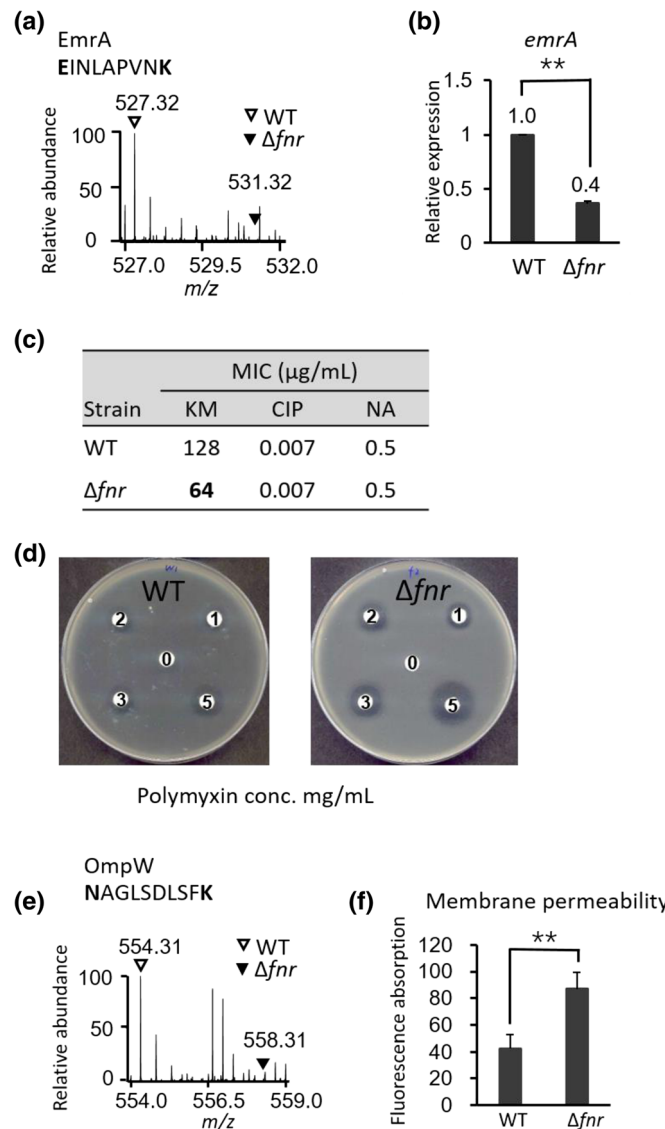 (a)
EmrA
EINLAPVNK
527.32
WT
Δfnr
531.32
Relative abundance
100
50
0
527.0 529.5 532.0
m/z
(b)
emrA
**
Relative expression
1.5
1
0.5
0
1.0
0.4
WT Δfnr
(c)
MIC (μg/mL)
Strain KM CIP NA
WT 128 0.007 0.5
Δfnr 64 0.007 0.5
(d)
WT
2 1
0
3 5
Δfnr
2 1
0
3 5
Polymyxin conc. mg/mL
(e)
OmpW
NAGLSDLSFK
554.31
WT
Δfnr
558.31
Relative abundance
100
50
0
554.0 556.5 559.0
m/z
(f)
Membrane permeability
**
Fluorescence absorption
120
100
80
60
40
20
0
WT Δfnr